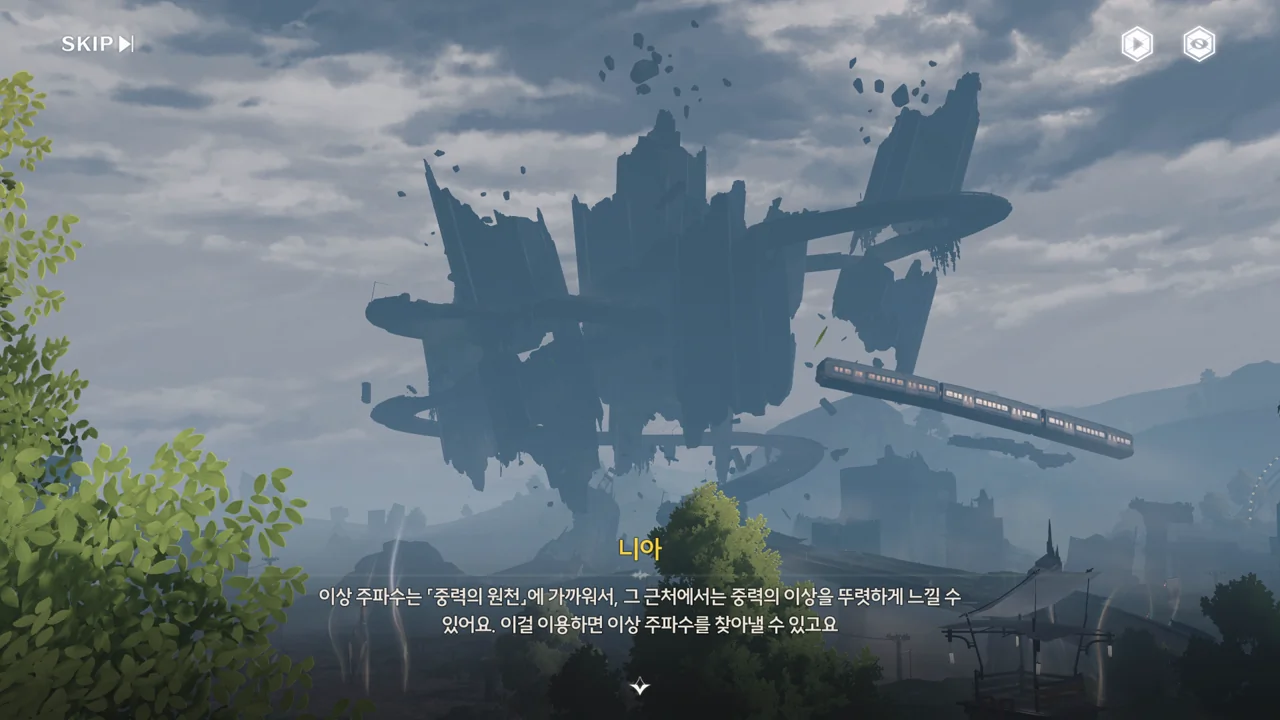 SKIP
니아
이상 주파수는 「중력의 원천」에 가까워서, 그 근처에서는 중력의 이상을 뚜렷하게 느낄 수
있어요. 이걸 이용하면 이상 주파수를 찾아낼 수 있고요